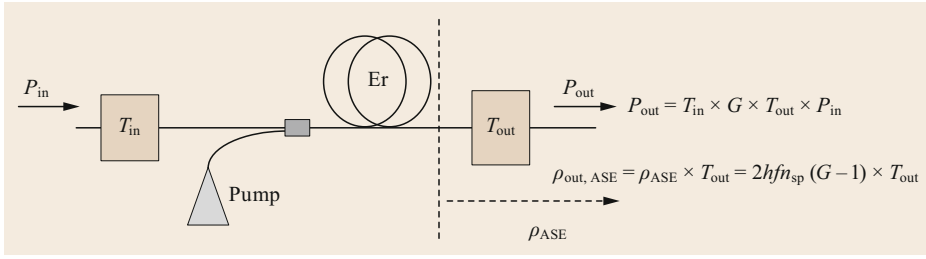 P_in
T_in
Er
Pump
T_out
P_out
P_out = T_in × G × T_out × P_in
ρ_out, ASE = ρ_ASE × T_out = 2hfn_sp (G – 1) × T_out
ρ_ASE